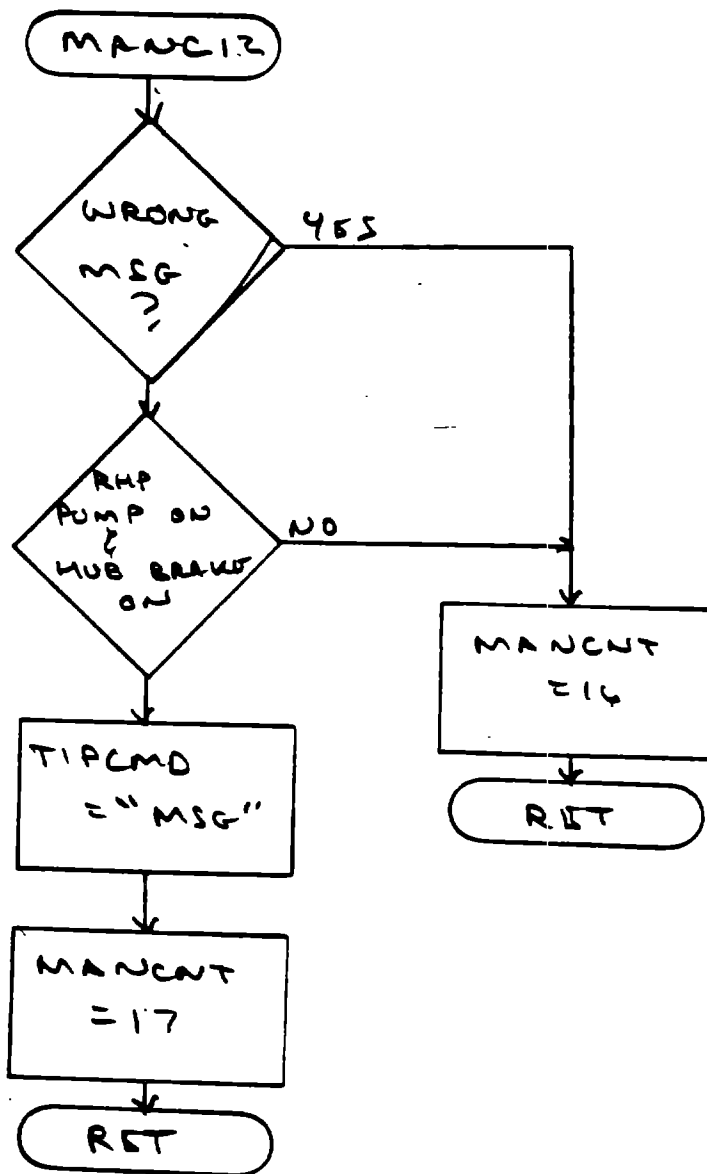 MANC12
WRONG
MSG
?
YES
RHP
PUMP ON
&
HUB BRAKE
ON
NO
MANCNT
=16
RET
TIPCMD
="MSG"
MANCNT
=17
RET